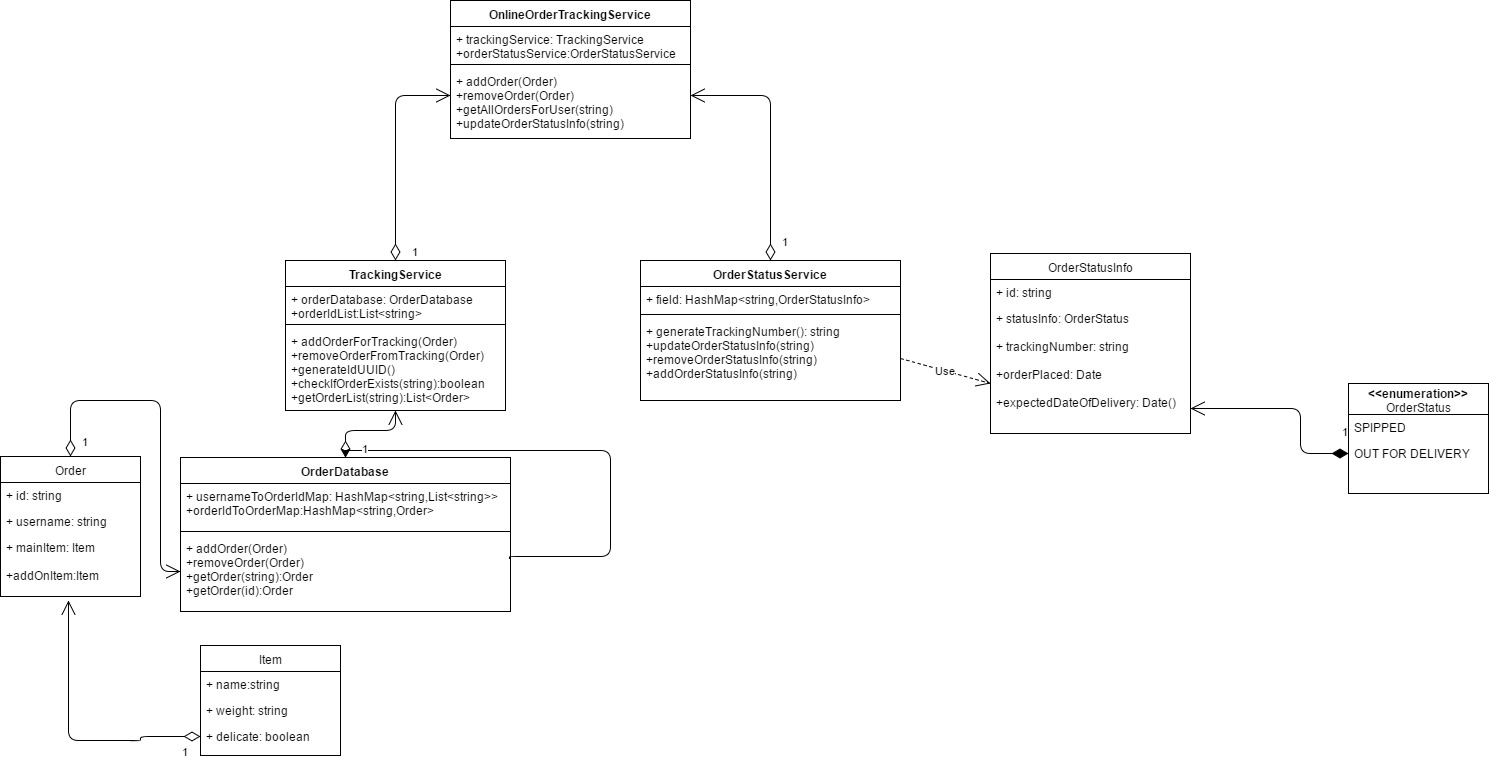 OnlineOrderTrackingService
+ trackingService: TrackingService
+orderStatusService:OrderStatusService
+ addOrder(Order)
+removeOrder(Order)
+getAllOrdersForUser(string)
+updateOrderStatusInfo(string)
1
1
TrackingService
+ orderDatabase: OrderDatabase
+orderIdList:List<string>
+ addOrderForTracking(Order)
+removeOrderFromTracking(Order)
+generateIdUUID()
+checkIfOrderExists(string):boolean
+getOrderList(string):List<Order>
OrderStatusService
+ field: HashMap<string,OrderStatusInfo>
+ generateTrackingNumber(): string
+updateOrderStatusInfo(string)
+removeOrderStatusInfo(string)
+addOrderStatusInfo(string)
Use
OrderStatusInfo
+ id: string
+ statusInfo: OrderStatus
+ trackingNumber: string
+orderPlaced: Date
+expectedDateOfDelivery: Date()
<<enumeration>>
OrderStatus
1
SPIPPED
OUT FOR DELIVERY
1
Order
+ id: string
+ username: string
+ mainItem: Item
+addOnItem:Item
1
OrderDatabase
+ usernameToOrderIdMap: HashMap<string,List<string>>
+orderIdToOrderMap:HashMap<string,Order>
+ addOrder(Order)
+removeOrder(Order)
+getOrder(string):Order
+getOrder(id):Order
Item
+ name:string
+ weight: string
+ delicate: boolean
1